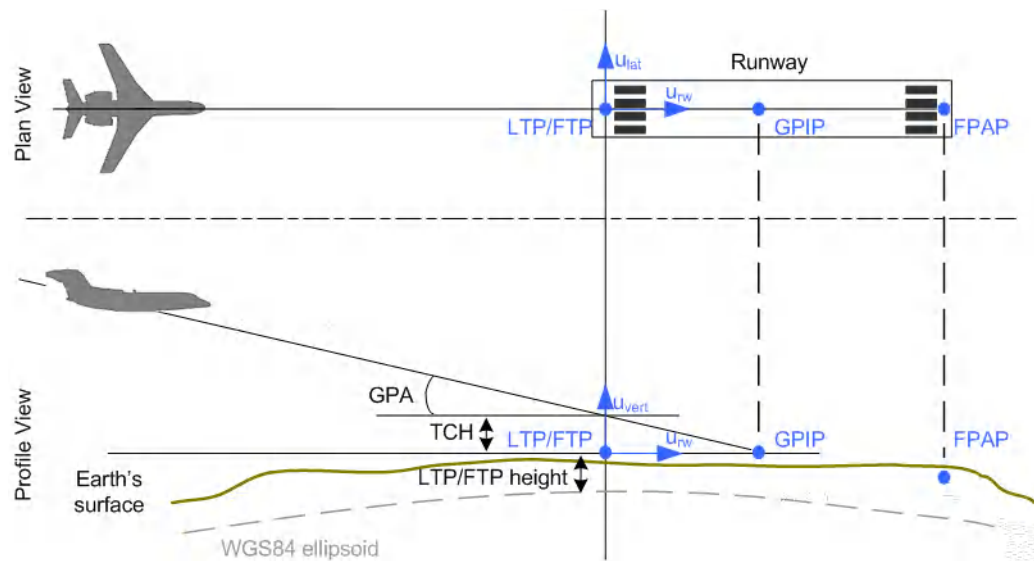 Plan View
u_lat
Runway
u_rw
LTP/FTP
GPIP
FPAP
Profile View
GPA
u_vert
TCH
LTP/FTP
u_rw
GPIP
FPAP
LTP/FTP height
Earth's
surface
WGS84 ellipsoid